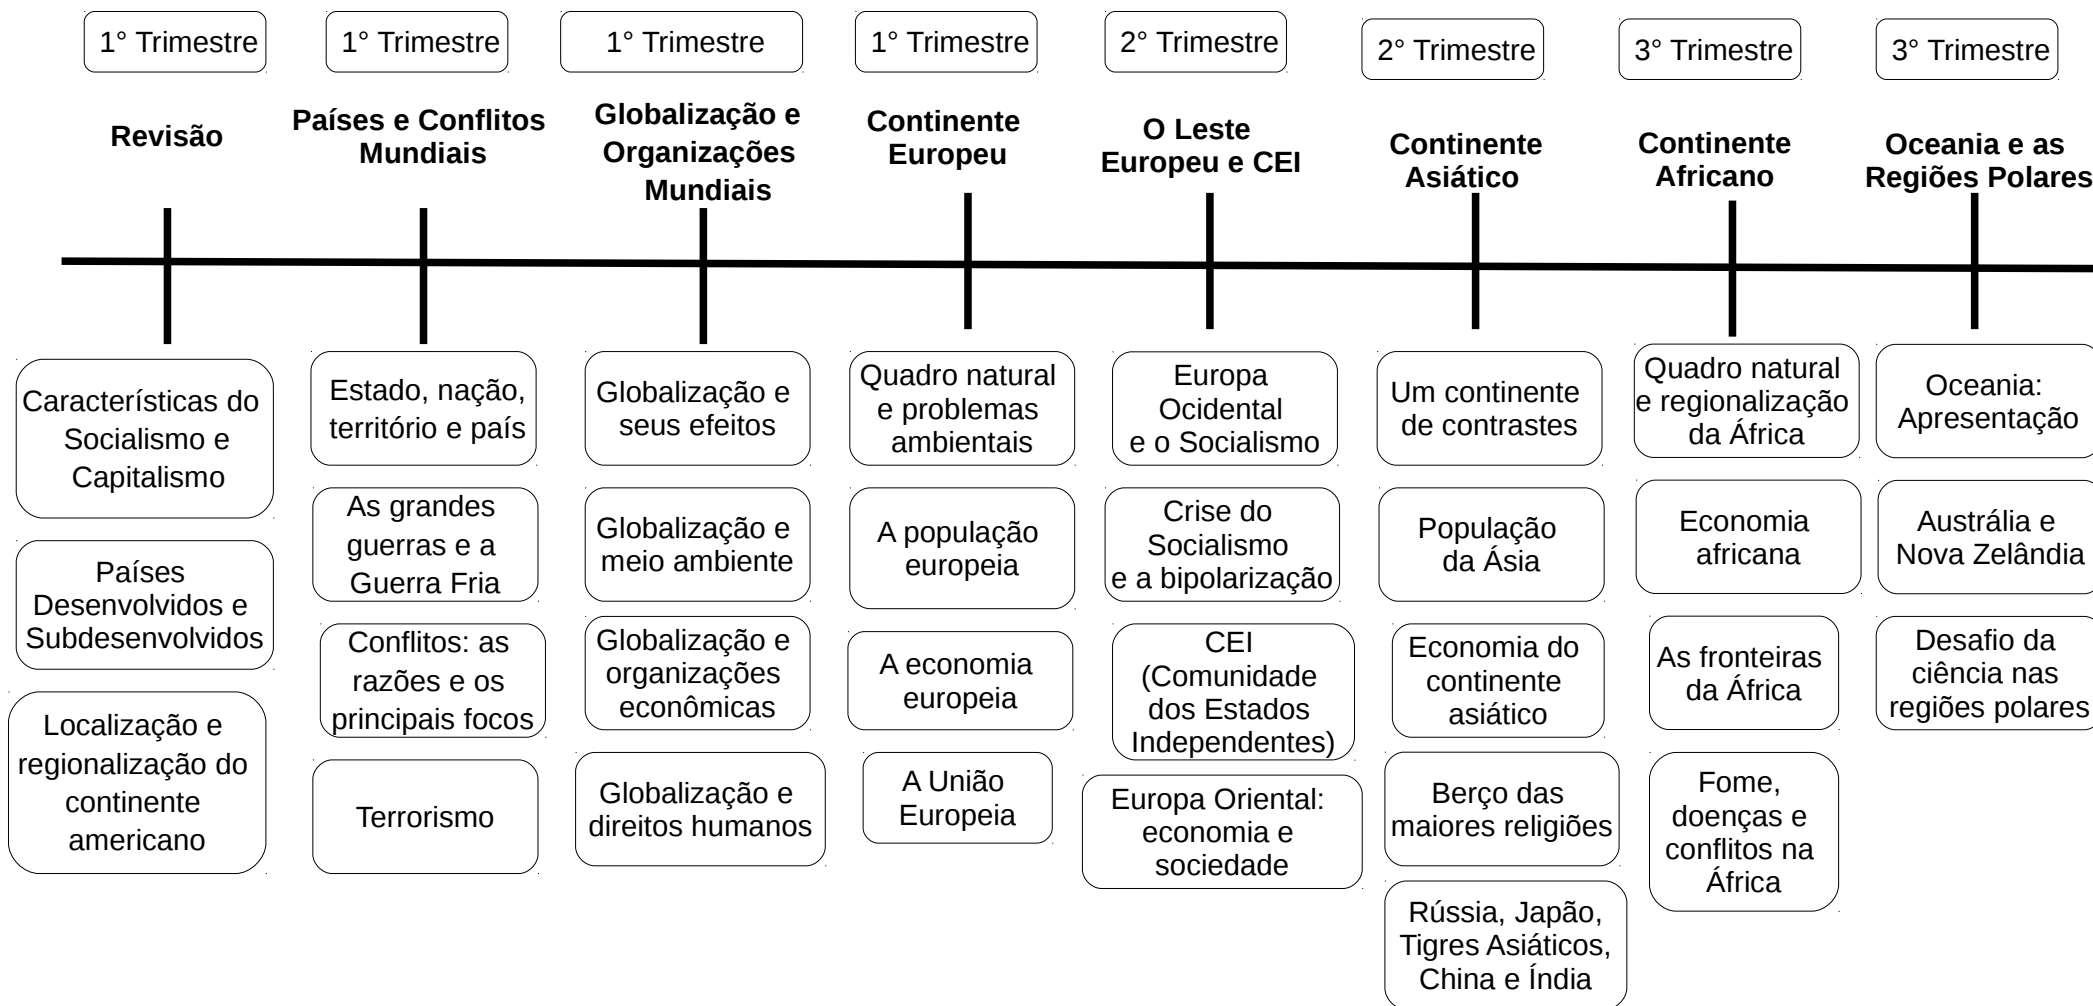 1° Trimestre
1° Trimestre
1° Trimestre
1° Trimestre
2° Trimestre
2° Trimestre
3° Trimestre
3° Trimestre
Revisão
Países e Conflitos
Mundiais
Globalização e
Organizações
Mundiais
Continente
Europeu
O Leste
Europeu e CEI
Continente
Asiático
Continente
Africano
Oceania e as
Regiões Polares
Características do
Socialismo e
Capitalismo
Países
Desenvolvidos e
Subdesenvolvidos
Localização e
regionalização do
continente
americano
Estado, nação,
território e país
As grandes
guerras e a
Guerra Fria
Conflitos: as
razões e os
principais focos
Terrorismo
Globalização e
seus efeitos
Globalização e
meio ambiente
Globalização e
organizações
econômicas
Globalização e
direitos humanos
Quadro natural
e problemas
ambientais
A população
europeia
A economia
europeia
A União
Europeia
Europa
Ocidental
e o Socialismo
Crise do
Socialismo
e a bipolarização
CEI
(Comunidade
dos Estados
Independentes)
Europa Oriental:
economia e
sociedade
Um continente
de contrastes
População
da Ásia
Economia do
continente
asiático
Berço das
maiores religiões
Rússia, Japão,
Tigres Asiáticos,
China e Índia
Quadro natural
e regionalização
da África
Economia
africana
As fronteiras
da África
Fome,
doenças e
conflitos na
África
Oceania:
Apresentação
Austrália e
Nova Zelândia
Desafio da
ciência nas
regiões polares